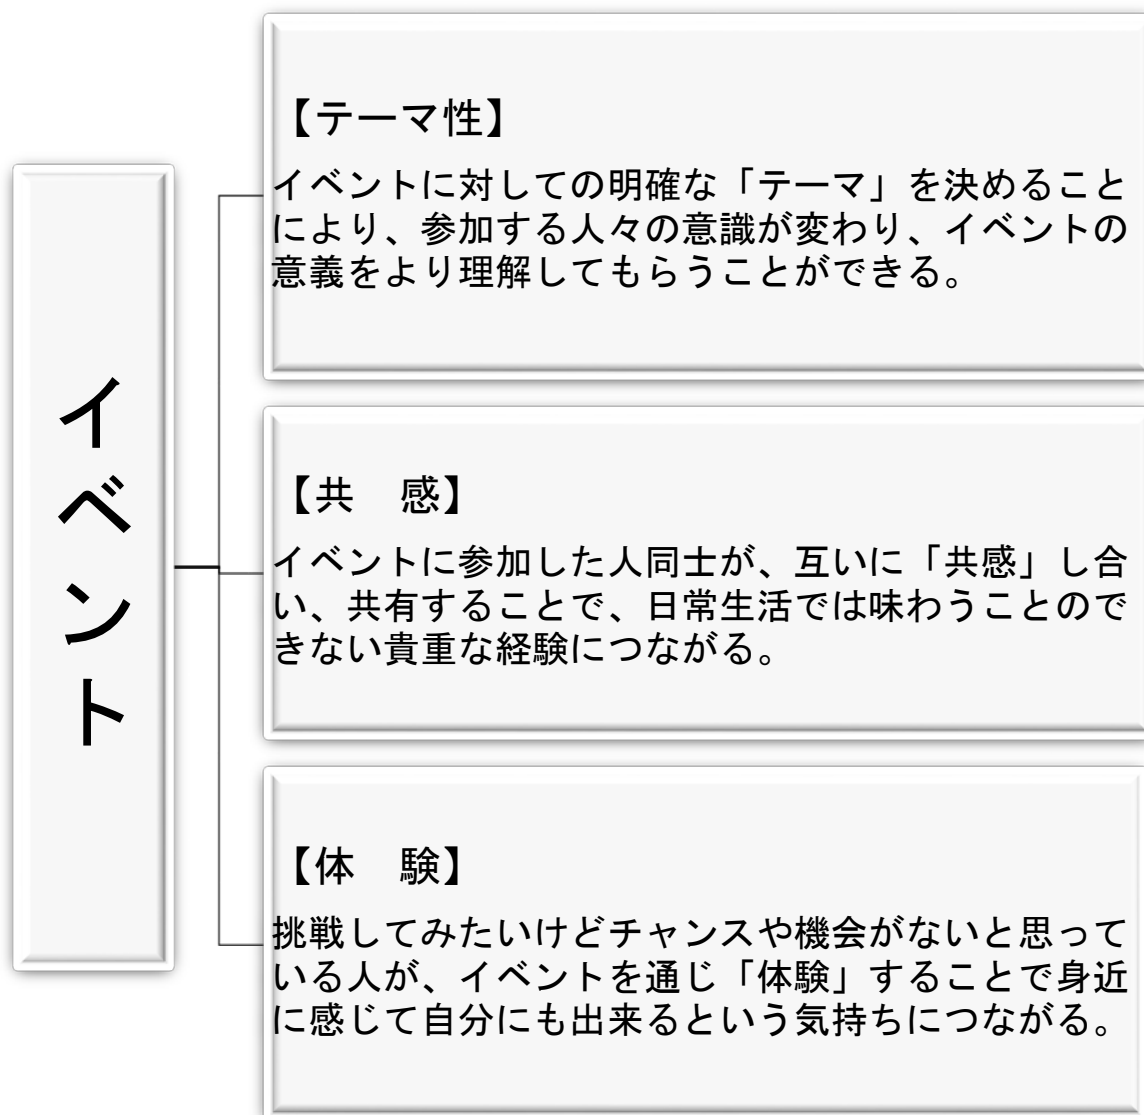 イベント
【テーマ性】
イベントに対しての明確な「テーマ」を決めること
により、参加する人々の意識が変わり、イベントの
意義をより理解してもらうことができる。
【共　感】
イベントに参加した人同士が、互いに「共感」し合
い、共有することで、日常生活では味わうことので
きない貴重な経験につながる。
【体　験】
挑戦してみたいけどチャンスや機会がないと思って
いる人が、イベントを通じ「体験」することで身近
に感じて自分にも出来るという気持ちにつながる。